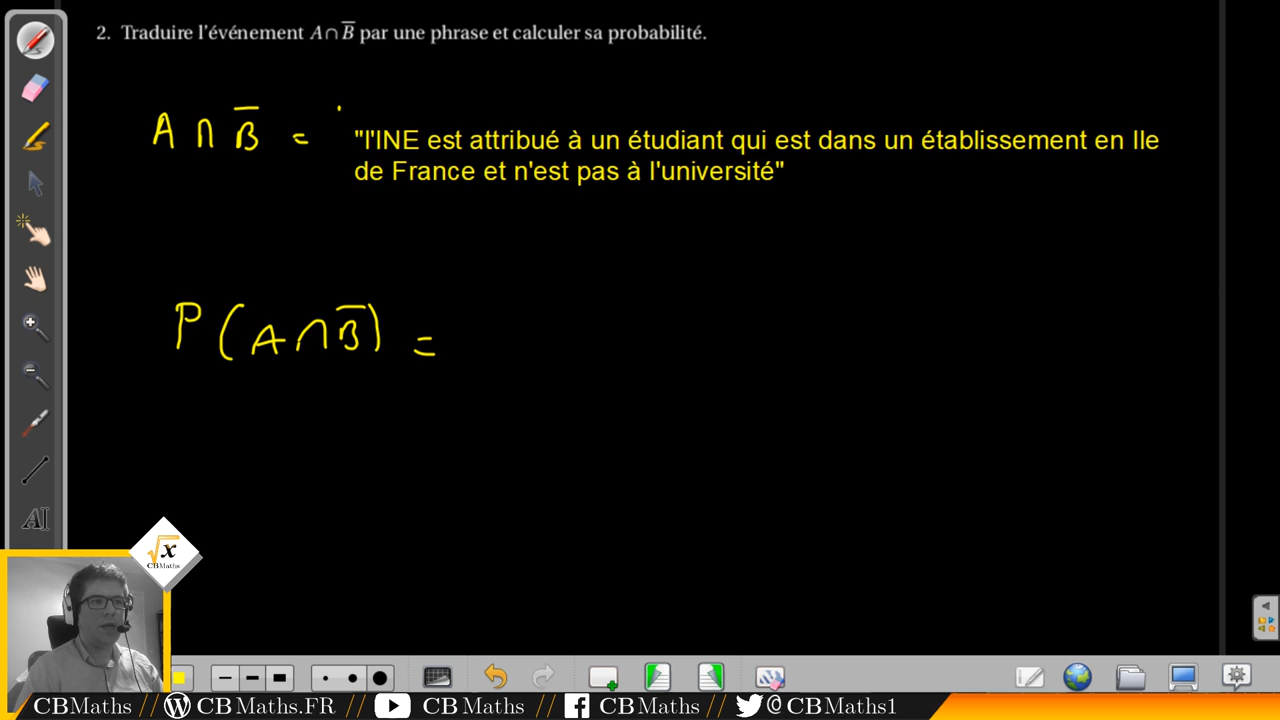 2. Traduire l'événement A∩B̅ par une phrase et calculer sa probabilité.
A ∩ B̅ =
"l'INE est attribué à un étudiant qui est dans un établissement en Ile
de France et n'est pas à l'université"
P(A∩B̅) =
AI
√x
CBMaths
CBMaths // CBMaths.FR // CBMaths // CBMaths // @CBMaths1